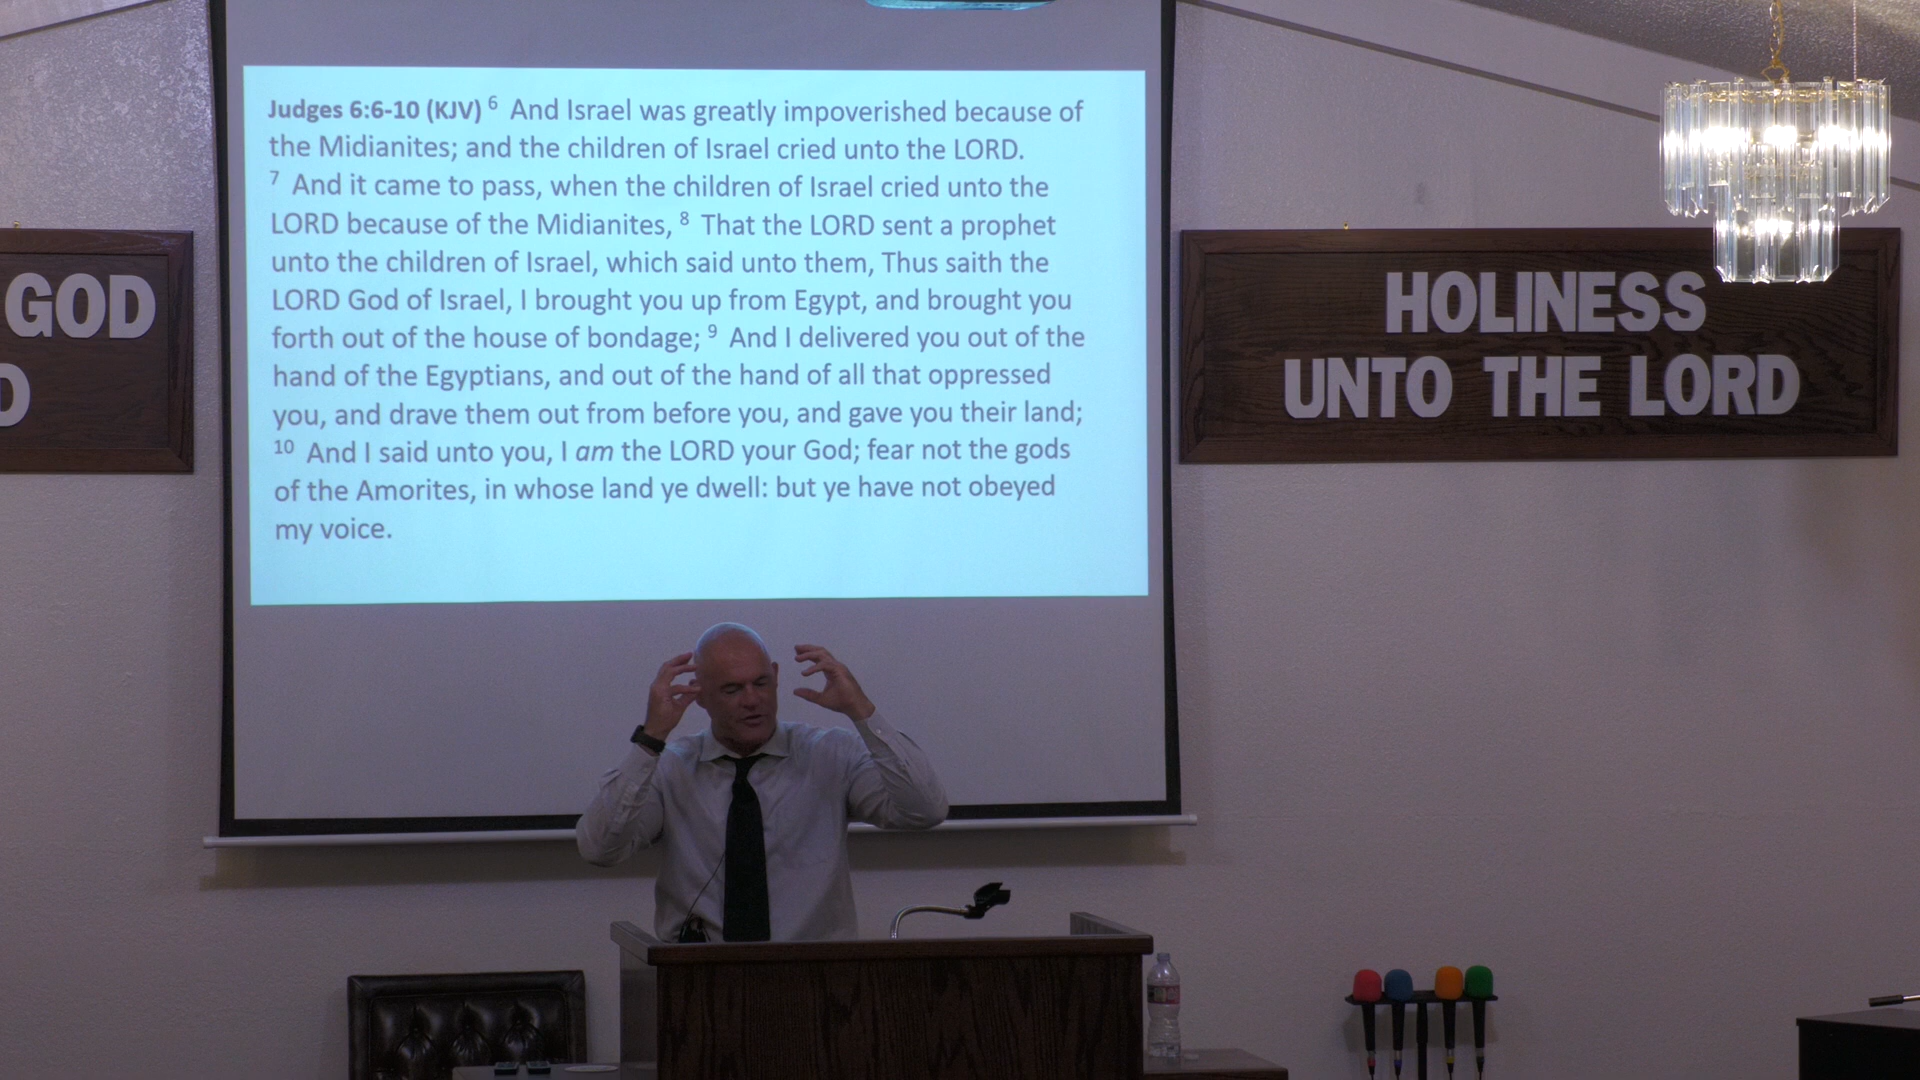 Judges 6:6-10 (KJV) 6 And Israel was greatly impoverished because of
the Midianites; and the children of Israel cried unto the LORD.
7 And it came to pass, when the children of Israel cried unto the
LORD because of the Midianites, 8 That the LORD sent a prophet
unto the children of Israel, which said unto them, Thus saith the
LORD God of Israel, I brought you up from Egypt, and brought you
forth out of the house of bondage; 9 And I delivered you out of the
hand of the Egyptians, and out of the hand of all that oppressed
you, and drave them out from before you, and gave you their land;
10 And I said unto you, I am the LORD your God; fear not the gods
of the Amorites, in whose land ye dwell: but ye have not obeyed
my voice.
GOD
D
HOLINESS
UNTO THE LORD